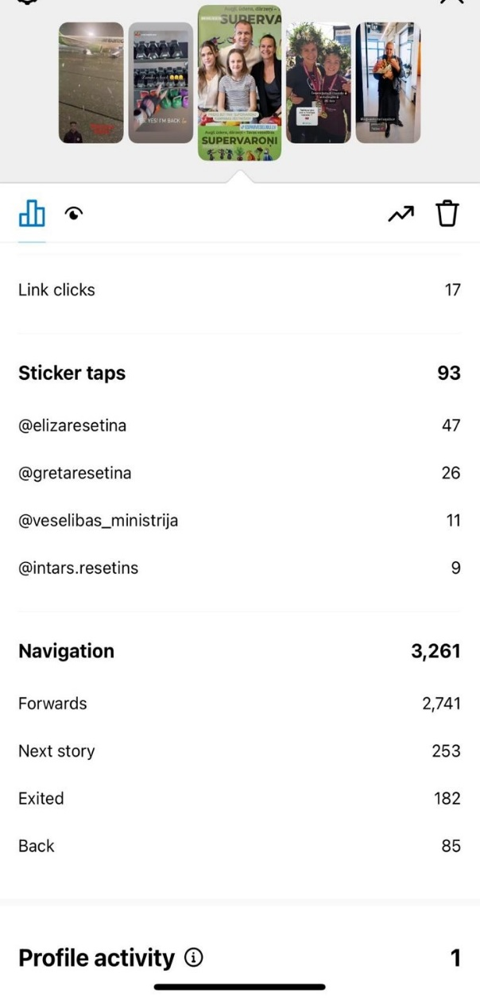 SUPERVA
YES! I'M BACK
SUPERVAROŅI
Link clicks 17
Sticker taps 93
@elizaresetina 47
@gretaresetina 26
@veselibas_ministrija 11
@intars.resetins 9
Navigation 3,261
Forwards 2,741
Next story 253
Exited 182
Back 85
Profile activity 1